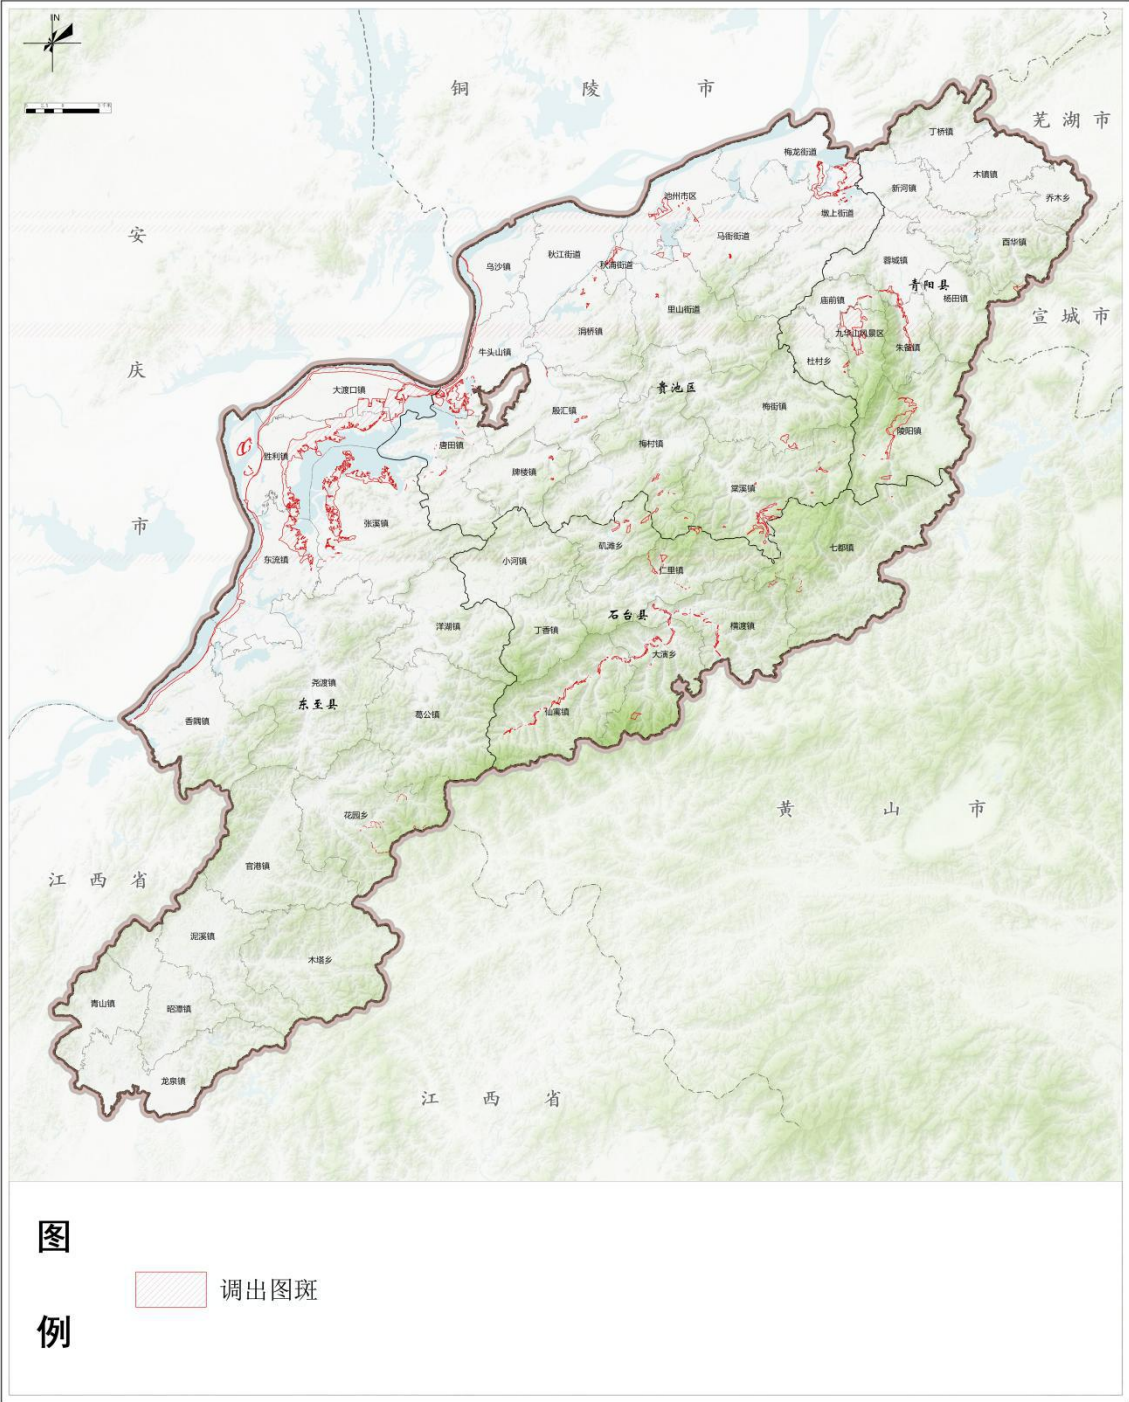 IN
铜 陵 市
芜湖市
丁桥镇
梅龙街道
木镇镇
新河镇
池州市区
乔木乡
墩上街道
安
马衙街道
酉华镇
秋江街道
乌沙镇
秋浦街道
蓉城镇
青阳县
杨田镇
庙前镇
里山街道
宣城市
涓桥镇
九华山风景区
朱备镇
牛头山镇
杜村乡
庆
大渡口镇
贵池区
梅街镇
殷汇镇
陵阳镇
唐田镇
梅村镇
胜利镇
牌楼镇
棠溪镇
市
张溪镇
矶滩乡
七都镇
东流镇
小河镇
仁里镇
石台县
洋湖镇
丁香镇
横渡镇
大演乡
尧渡镇
东至县
仙寓镇
葛公镇
香隅镇
黄 山 市
花园乡
官港镇
江西省
泥溪镇
木塔乡
青山镇
昭潭镇
龙泉镇
江 西 省
图
例
调出图斑